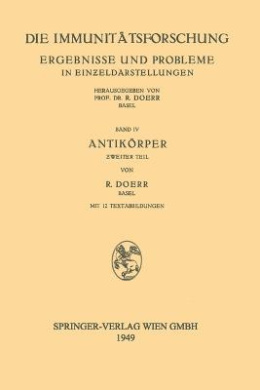 DIE IMMUNITÄTSFORSCHUNG
ERGEBNISSE UND PROBLEME
IN EINZELDARSTELLUNGEN
HERAUSGEGEBEN VON
PROF. DR. R. DOERR
BASEL
BAND IV
ANTIKÖRPER
ZWEITER TEIL
VON
R. DOERR
BASEL
MIT 12 TEXTABBILDUNGEN
SPRINGER-VERLAG WIEN GMBH
1949